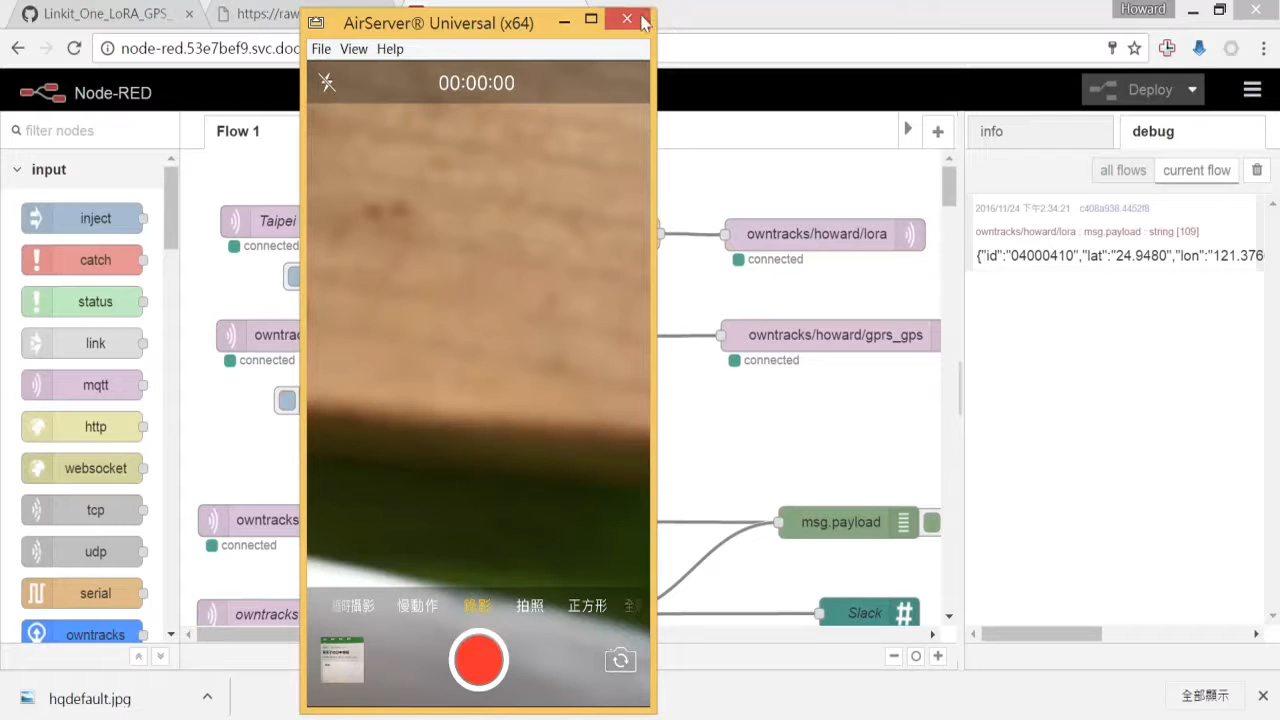 Linkit_One_LoRA_GPS_
https://raw
Howard
AirServer® Universal (x64)
File View Help
node-red.53e7bef9.svc.doc
Node-RED
Deploy
00:00:00
filter nodes
Flow 1
info
debug
input
all flows
current flow
inject
catch
status
link
mqtt
http
websocket
tcp
udp
serial
owntracks
Taipei
connected
owntrac
connected
owntracks
connected
owntracks
owntracks/howard/lora
connected
owntracks/howard/gprs_gps
connected
msg.payload
Slack
2016/11/24 下午2:34:21 c408a938.4452f8
owntracks/howard/lora : msg.payload : string [109]
{"id":"04000410","lat":"24.9480","lon":"121.376
縮時攝影 慢動作 錄影 拍照 正方形
hqdefault.jpg
全部顯示